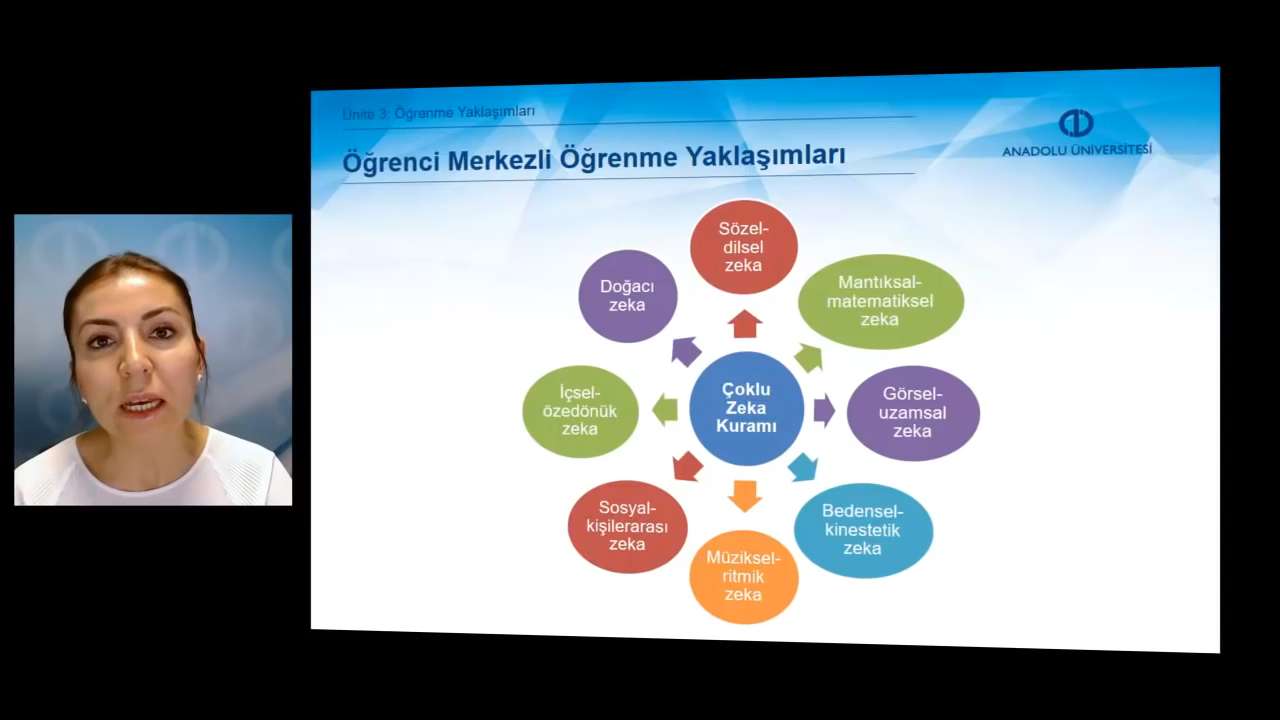 Ünite 3: Öğrenme Yaklaşımları
Öğrenci Merkezli Öğrenme Yaklaşımları
ANADOLU ÜNİVERSİTESİ
Sözel-
dilsel
zeka
Mantıksal-
matematiksel
zeka
Görsel-
uzamsal
zeka
Bedensel-
kinestetik
zeka
Müziksel-
ritmik
zeka
Sosyal-
kişilerarası
zeka
İçsel-
özedönük
zeka
Doğacı
zeka
Çoklu
Zeka
Kuramı